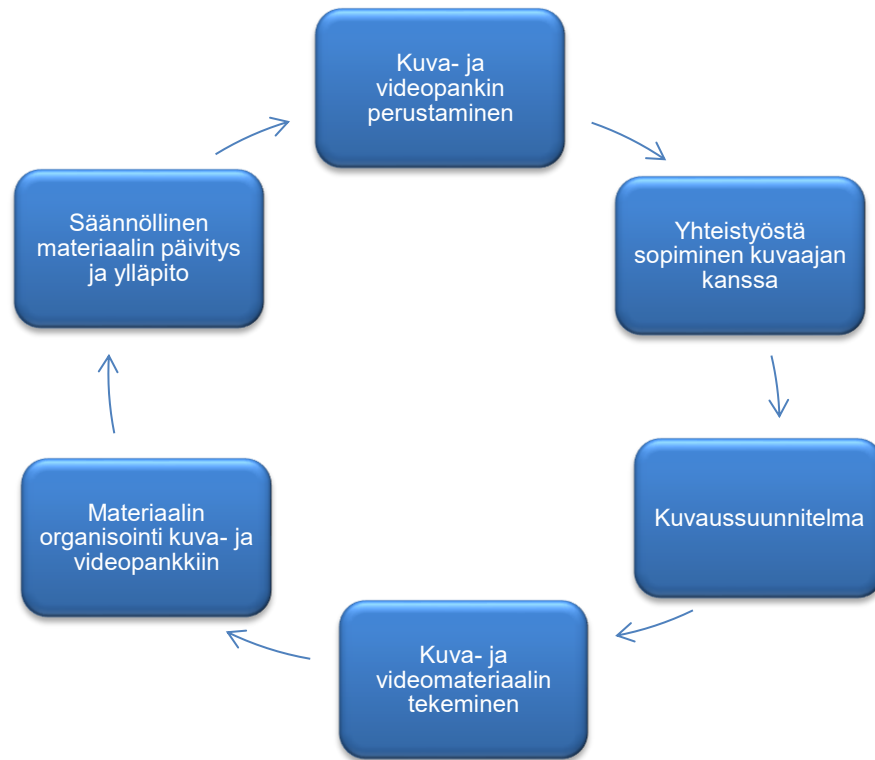 Kuva- ja
videopankin
perustaminen
Yhteistyöstä
sopiminen kuvaajan
kanssa
Kuvaussuunnitelma
Kuva- ja
videomateriaalin
tekeminen
Materiaalin
organisointi kuva- ja
videopankkiin
Säännöllinen
materiaalin päivitys
ja ylläpito